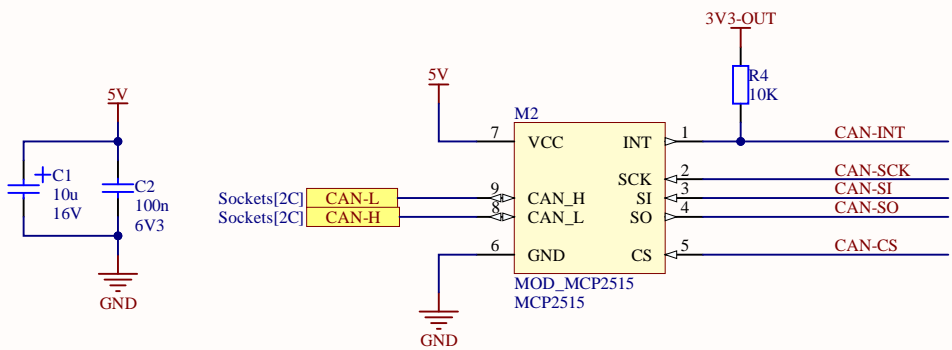 3V3-OUT
R4
10K
5V
5V
M2
7
VCC
INT
1
CAN-INT
SCK
2
CAN-SCK
C1
10u
16V
C2
100n
6V3
Sockets[2C]
CAN-L
9
CAN_H
SI
3
CAN-SI
Sockets[2C]
CAN-H
8
CAN_L
SO
4
CAN-SO
6
GND
CS
5
CAN-CS
GND
MOD_MCP2515
MCP2515
GND